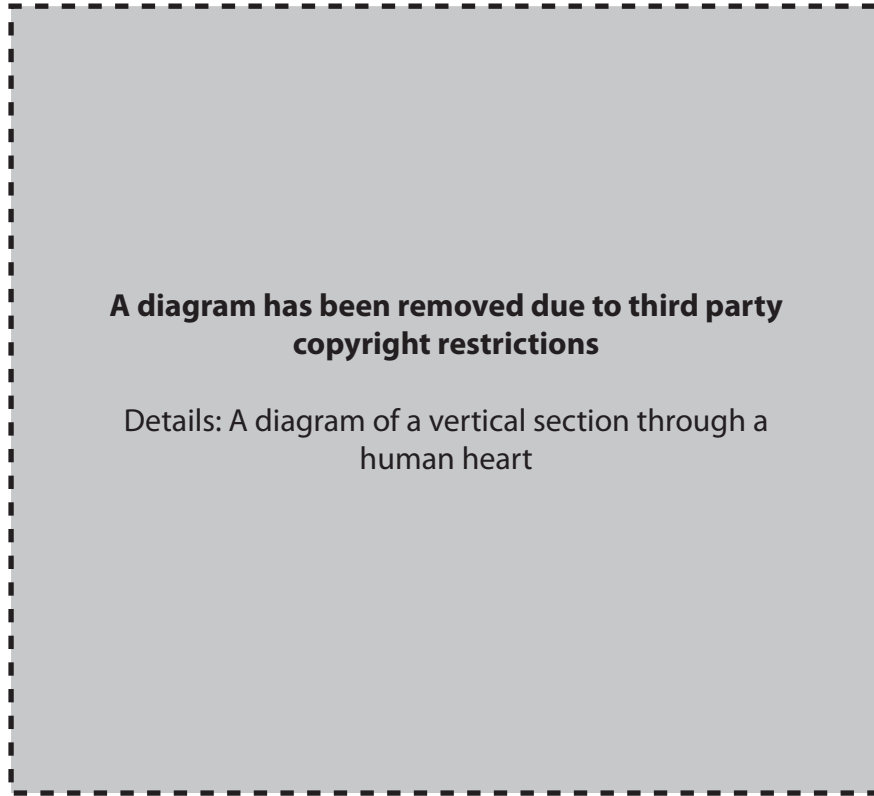 A diagram has been removed due to third party
copyright restrictions
Details: A diagram of a vertical section through a
human heart